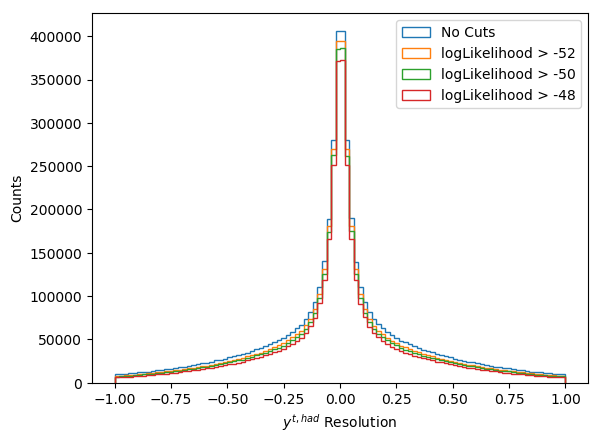 No Cuts
logLikelihood > -52
logLikelihood > -50
logLikelihood > -48
Counts
400000
350000
300000
250000
200000
150000
100000
50000
0
−1.00 −0.75 −0.50 −0.25 0.00 0.25 0.50 0.75 1.00
y^{t, had} Resolution